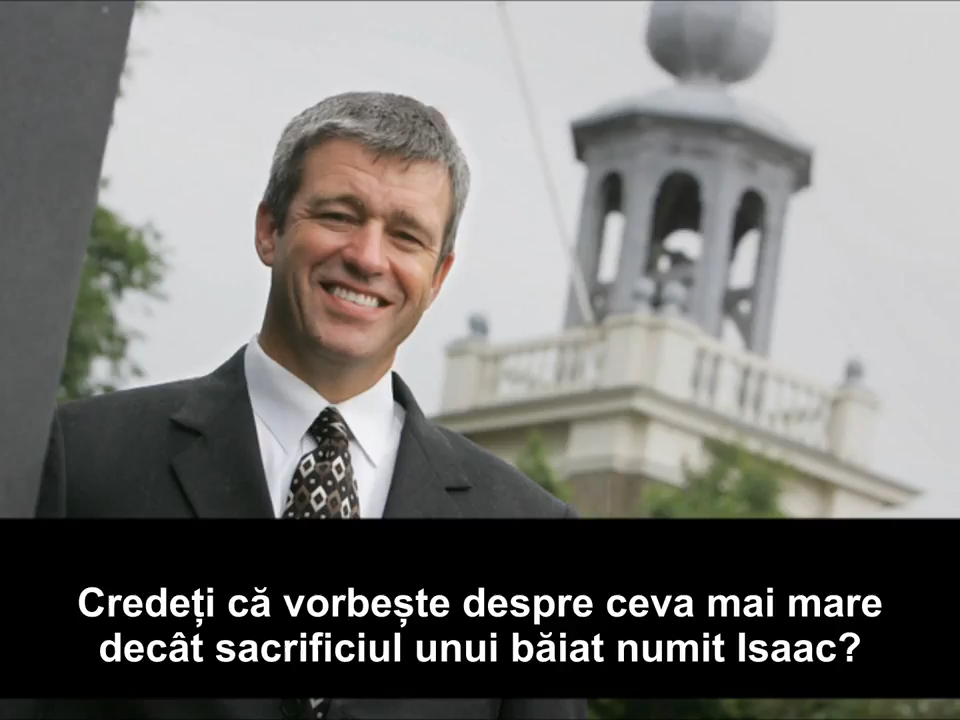 Credeți că vorbește despre ceva mai mare
decât sacrificiul unui băiat numit Isaac?